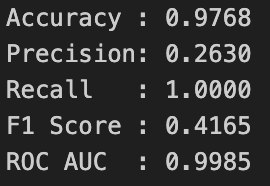 Accuracy : 0.9768
Precision: 0.2630
Recall   : 1.0000
F1 Score : 0.4165
ROC AUC  : 0.9985